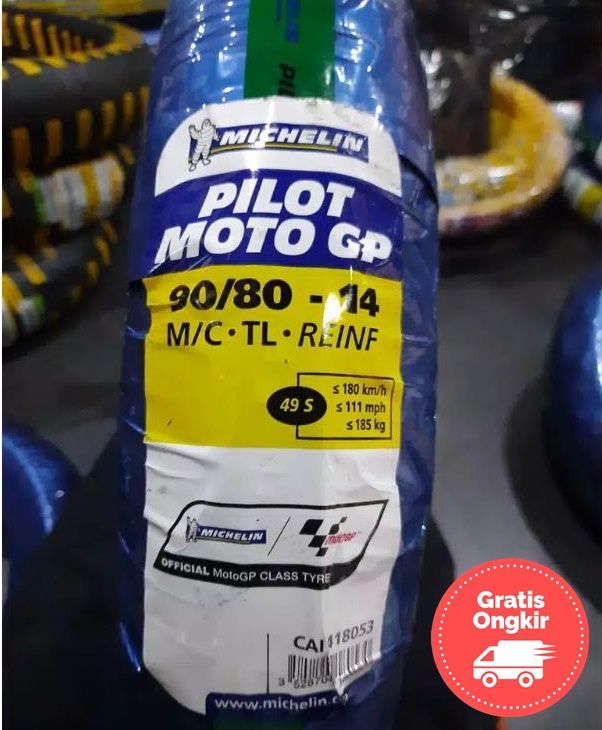 MICHELIN
PILOT
MOTO GP
90/80 - 14
M/C · TL · REINF
49 S
≤ 180 km/h
≤ 111 mph
≤ 185 kg
MICHELIN
MotoGP
OFFICIAL MotoGP CLASS TYRE
www.michelin.co
Gratis
Ongkir